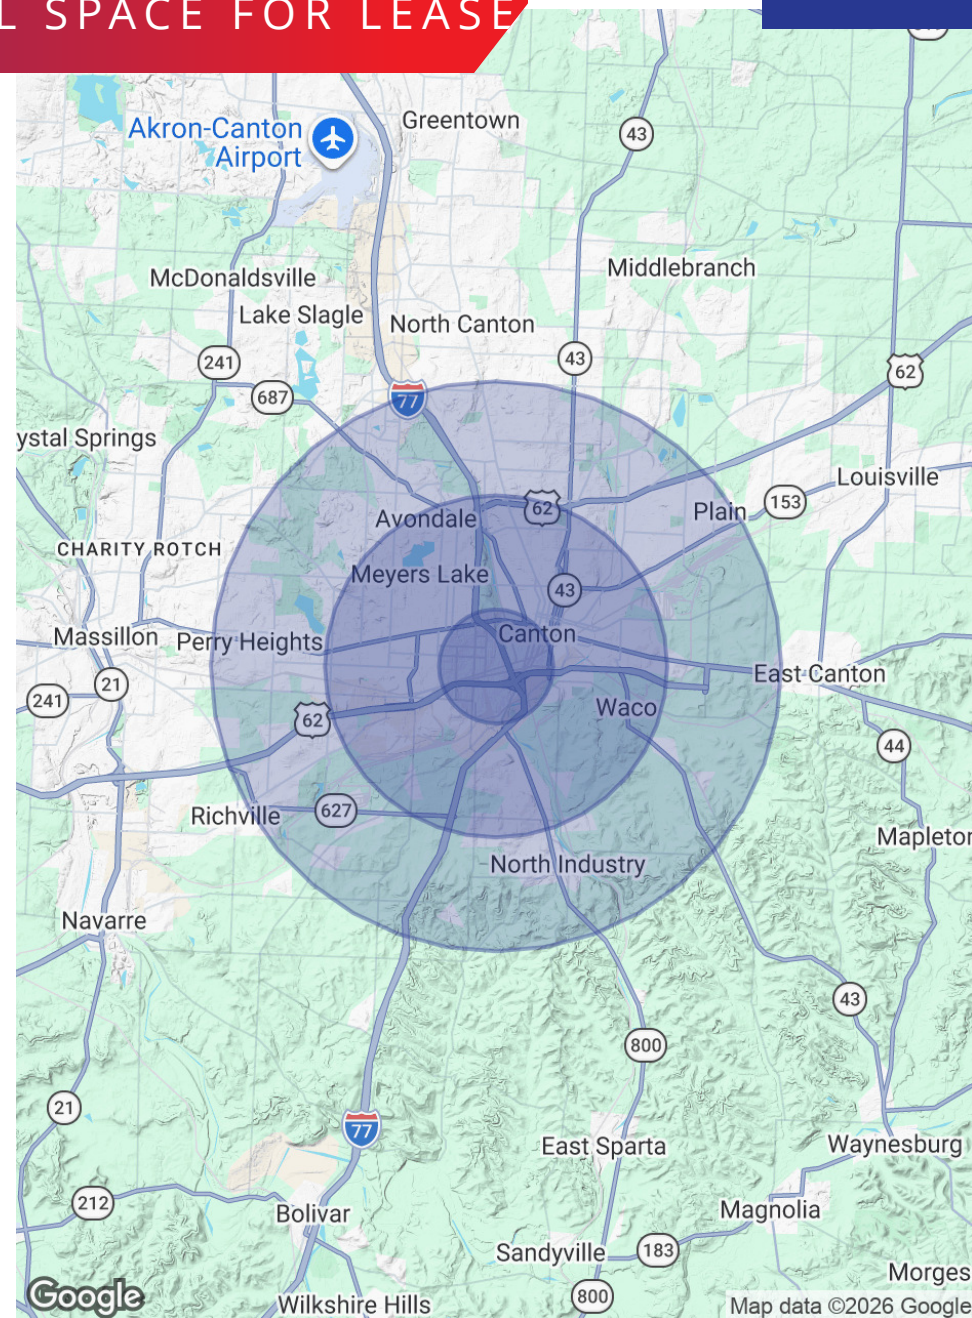 L SPACE FOR LEASE
Akron-Canton
Airport
Greentown
43
McDonaldsville
Middlebranch
Lake Slagle
North Canton
241
43
62
687
77
ystal Springs
Louisville
153
62
Plain
Avondale
CHARITY ROTCH
Meyers Lake
43
Canton
Massillon
Perry Heights
East Canton
21
241
Waco
62
44
627
Richville
Mapleton
North Industry
Navarre
43
800
21
77
East Sparta
Waynesburg
212
Magnolia
Bolivar
Sandyville
183
Morges
800
Google
Wilkshire Hills
Map data ©2026 Google